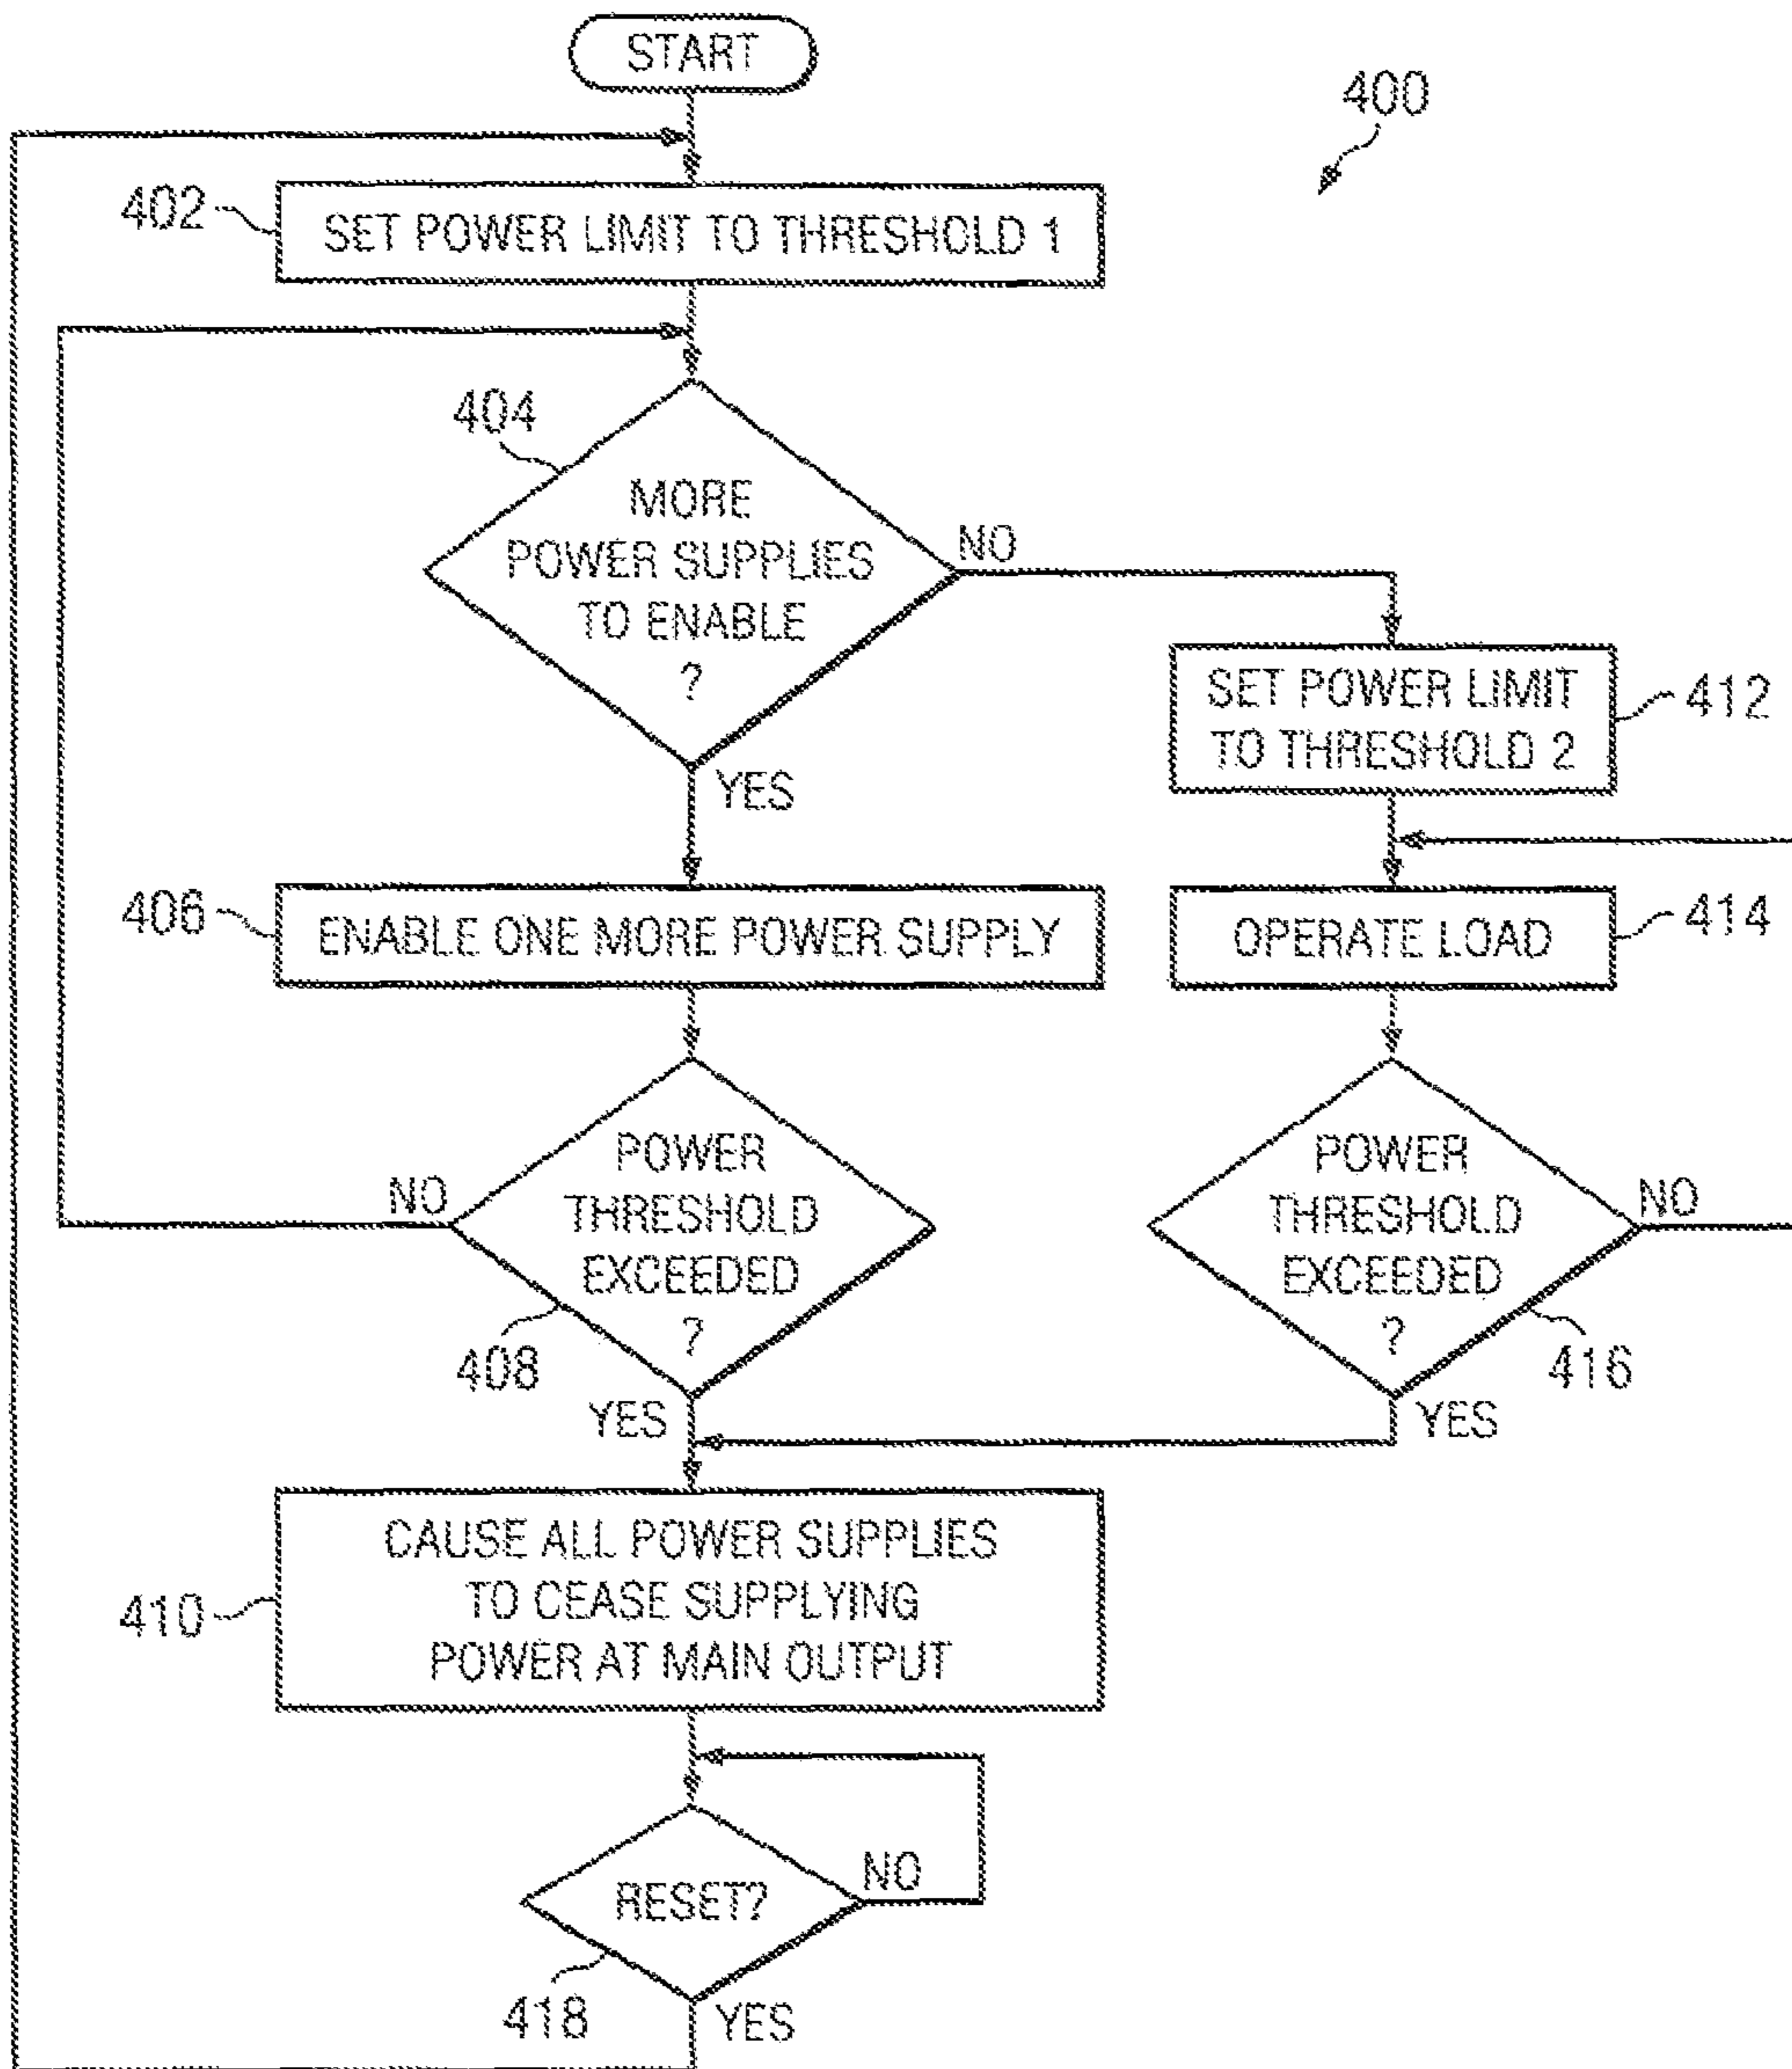 START
400
402
SET POWER LIMIT TO THRESHOLD 1
404
MORE
POWER SUPPLIES
TO ENABLE
?
NO
YES
SET POWER LIMIT
TO THRESHOLD 2
412
406
ENABLE ONE MORE POWER SUPPLY
OPERATE LOAD
414
POWER
THRESHOLD
EXCEEDED
?
NO
408
YES
POWER
THRESHOLD
EXCEEDED
?
NO
416
YES
410
CAUSE ALL POWER SUPPLIES
TO CEASE SUPPLYING
POWER AT MAIN OUTPUT
RESET?
NO
418
YES